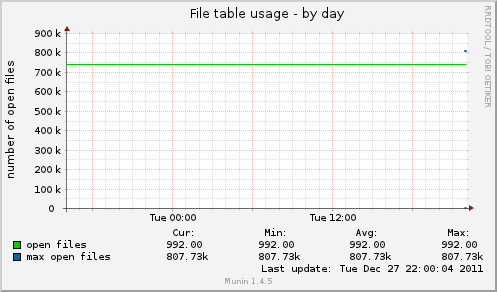 File table usage - by day
RRDTOOL / TOBI OETIKER
number of open files
900 k
800 k
700 k
600 k
500 k
400 k
300 k
200 k
100 k
0
Tue 00:00 Tue 12:00
Cur: Min: Avg: Max:
open files 992.00 992.00 992.00 992.00
max open files 807.73k 807.73k 807.73k 807.73k
Last update: Tue Dec 27 22:00:04 2011
Munin 1.4.5